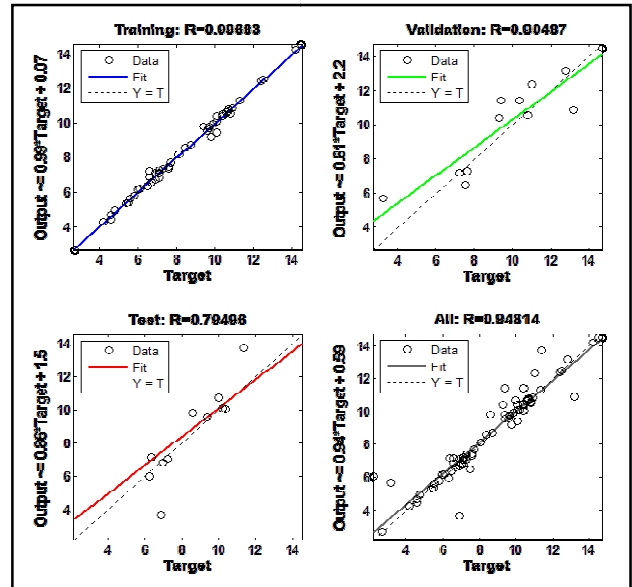 Training: R=0.99683
Output ~= 0.99*Target + 0.07
14
12
10
8
6
4
Data
Fit
Y = T
4 6 8 10 12 14
Target
Validation: R=0.90487
Output ~= 0.81*Target + 2.2
14
12
10
8
6
4
Data
Fit
Y = T
4 6 8 10 12 14
Target
Test: R=0.79496
Output ~= 0.86*Target + 1.5
14
12
10
8
6
4
Data
Fit
Y = T
4 6 8 10 12 14
Target
All: R=0.94814
Output ~= 0.94*Target + 0.59
14
12
10
8
6
4
Data
Fit
Y = T
4 6 8 10 12 14
Target